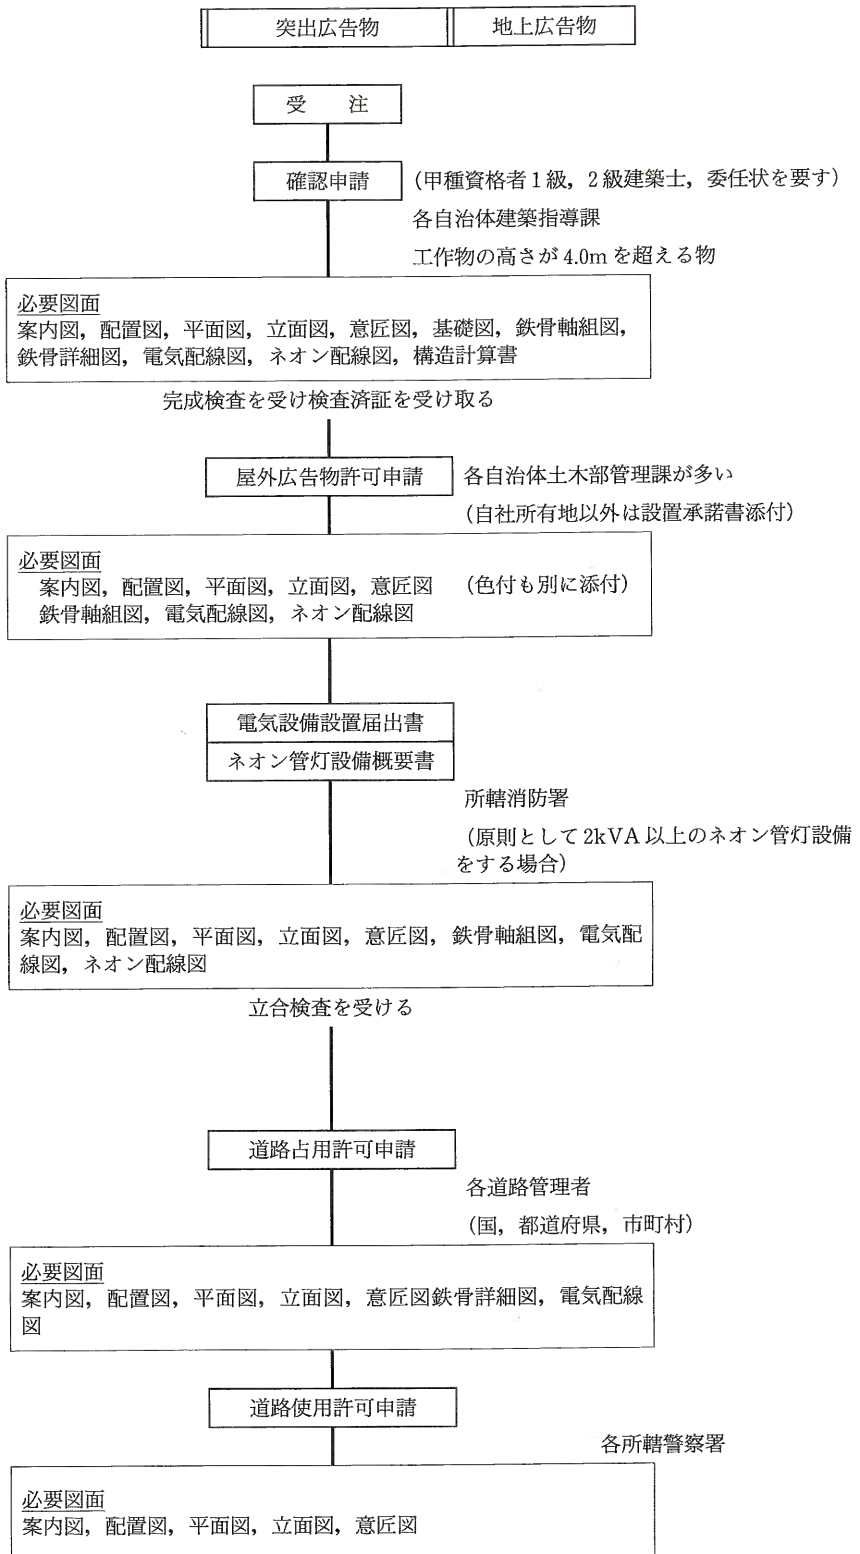 突出広告物　地上広告物
受　注
確認申請　(甲種資格者1級，2級建築士，委任状を要す)
各自治体建築指導課
工作物の高さが4.0mを超える物
必要図面
案内図，配置図，平面図，立面図，意匠図，基礎図，鉄骨軸組図，
鉄骨詳細図，電気配線図，ネオン配線図，構造計算書
完成検査を受け検査済証を受け取る
屋外広告物許可申請　各自治体土木部管理課が多い
(自社所有地以外は設置承諾書添付)
必要図面
案内図，配置図，平面図，立面図，意匠図　(色付も別に添付)
鉄骨軸組図，電気配線図，ネオン配線図
電気設備設置届出書
ネオン管灯設備概要書
所轄消防署
(原則として2kVA以上のネオン管灯設備
をする場合)
必要図面
案内図，配置図，平面図，立面図，意匠図，鉄骨軸組図，電気配
線図，ネオン配線図
立合検査を受ける
道路占用許可申請
各道路管理者
(国，都道府県，市町村)
必要図面
案内図，配置図，平面図，立面図，意匠図鉄骨詳細図，電気配線
図
道路使用許可申請
各所轄警察署
必要図面
案内図，配置図，平面図，立面図，意匠図